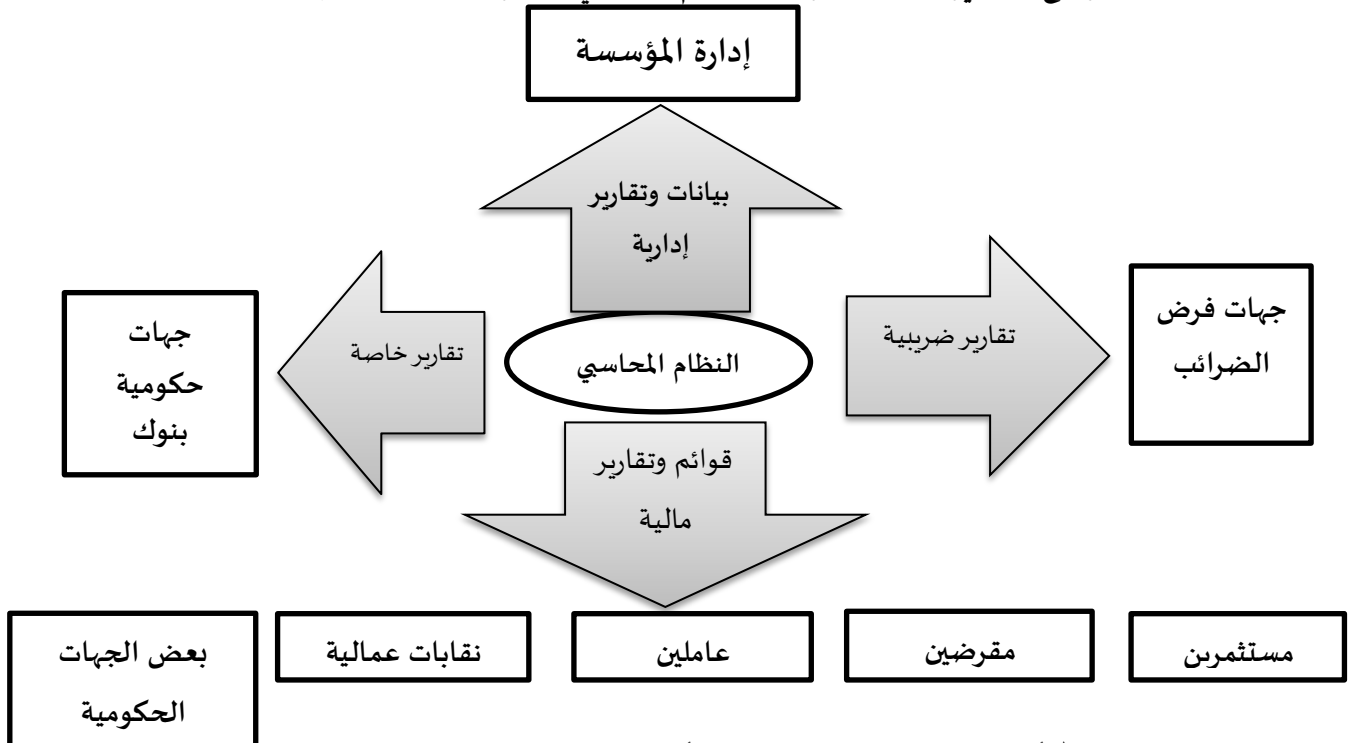 إدارة المؤسسة
بيانات وتقارير
إدارية
جهات فرض
الضرائب
تقارير ضريبية
النظام المحاسبي
تقارير خاصة
جهات
حكومية
بنوك
قوائم وتقارير
مالية
مستثمرين
مقرضين
عاملين
نقابات عمالية
بعض الجهات
الحكومية